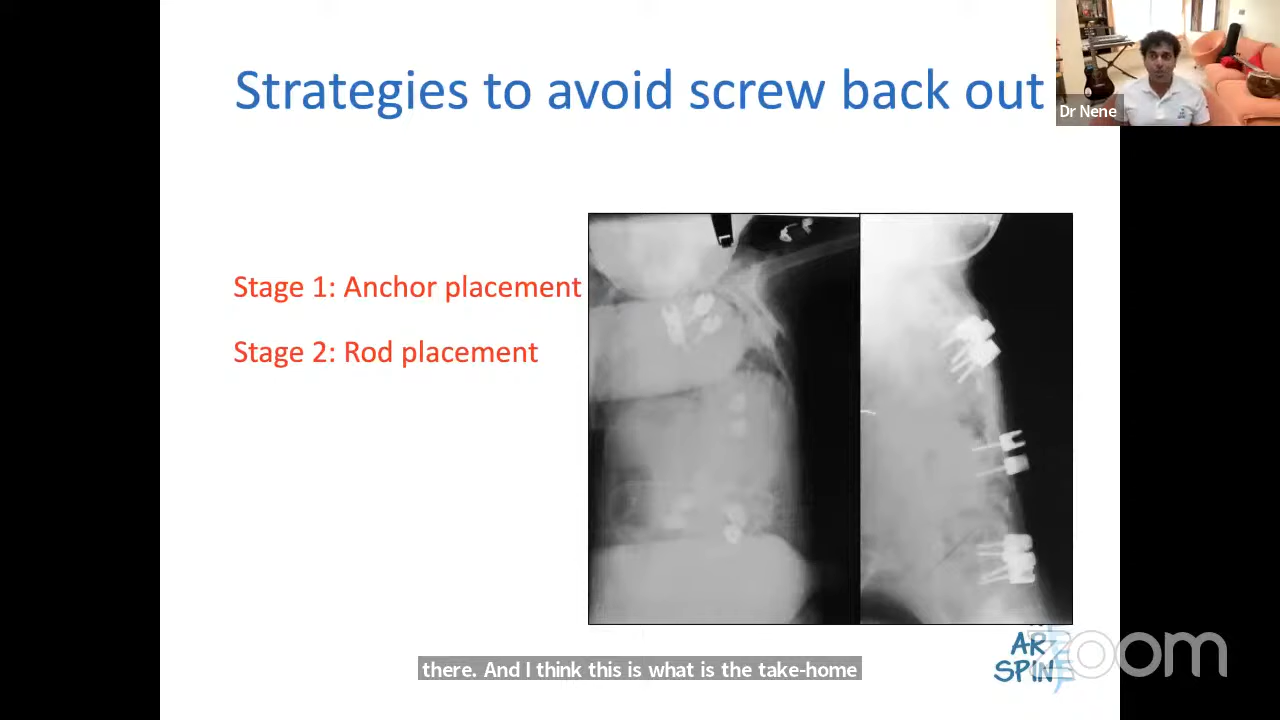 Strategies to avoid screw back out
Dr Nene
Stage 1: Anchor placement
Stage 2: Rod placement
there. And I think this is what is the take-home
AR
SPIN
zoom